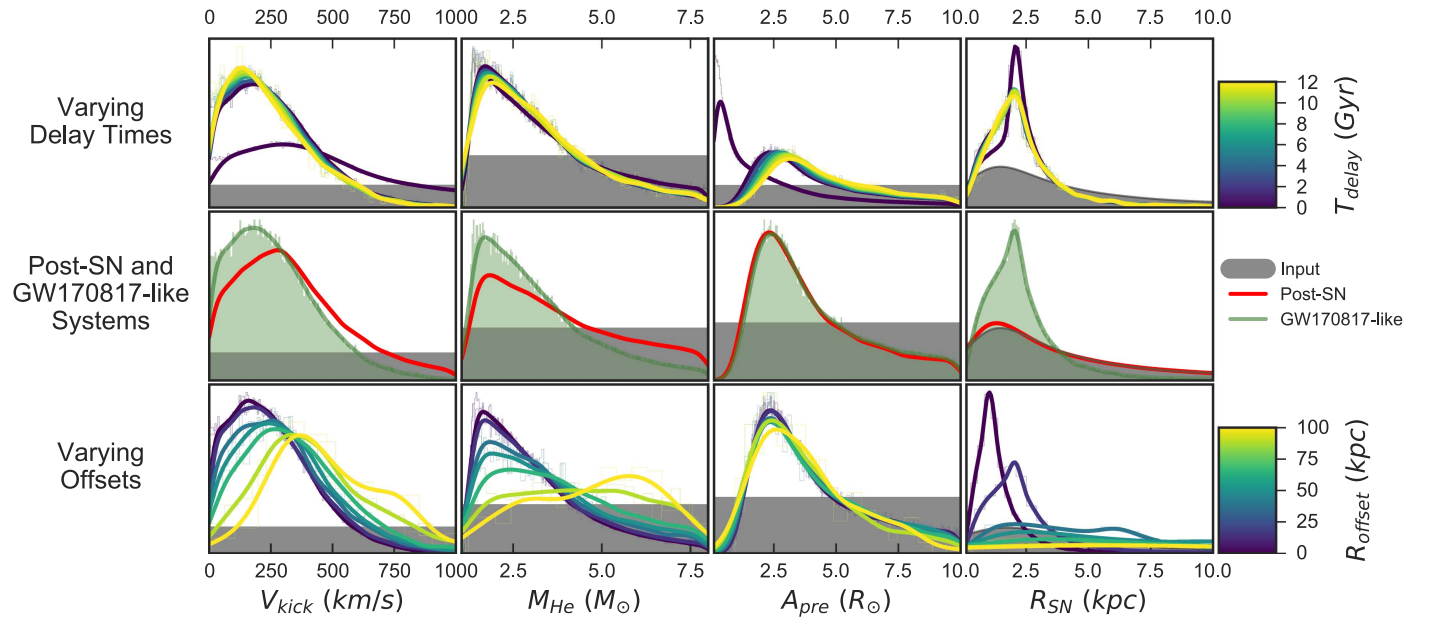 0 250 500 750 1000 2.5 5.0 7.5 2.5 5.0 7.5 10.0 2.5 5.0 7.5 10.0
Varying
Delay Times
12
10
8
6
4
2
0
T_delay (Gyr)
Post-SN and
GW170817-like
Systems
Input
Post-SN
GW170817-like
Varying
Offsets
100
75
50
25
0
R_offset (kpc)
0 250 500 750 1000 2.5 5.0 7.5 2.5 5.0 7.5 10.0 2.5 5.0 7.5 10.0
V_kick (km/s) M_He (M_⊙) A_pre (R_⊙) R_SN (kpc)